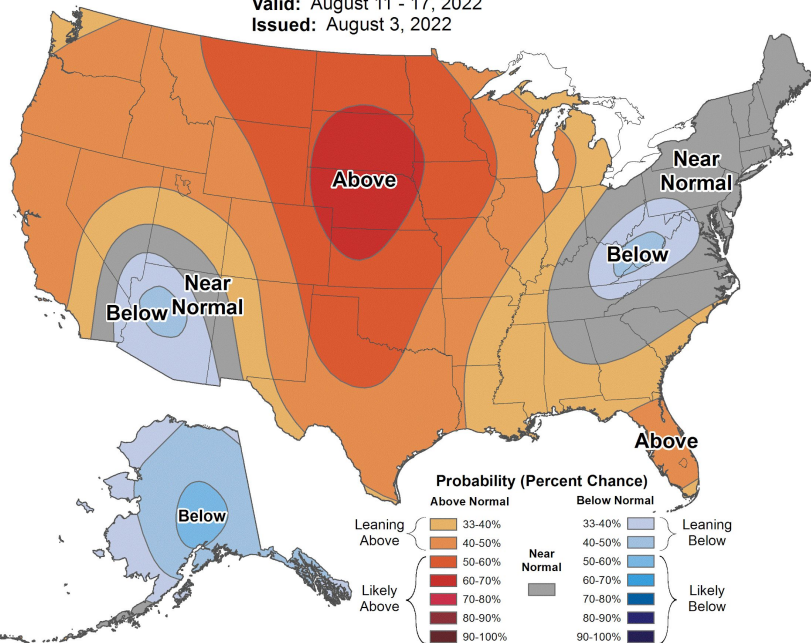 Valid: August 11 - 17, 2022
Issued: August 3, 2022
Above
Near
Normal
Below
Near
Normal
Below
Above
Below
Probability (Percent Chance)
Above Normal
Below Normal
Leaning
Above
33-40%
40-50%
Likely
Above
50-60%
60-70%
70-80%
80-90%
90-100%
Near
Normal
33-40%
40-50%
Leaning
Below
50-60%
60-70%
70-80%
80-90%
90-100%
Likely
Below